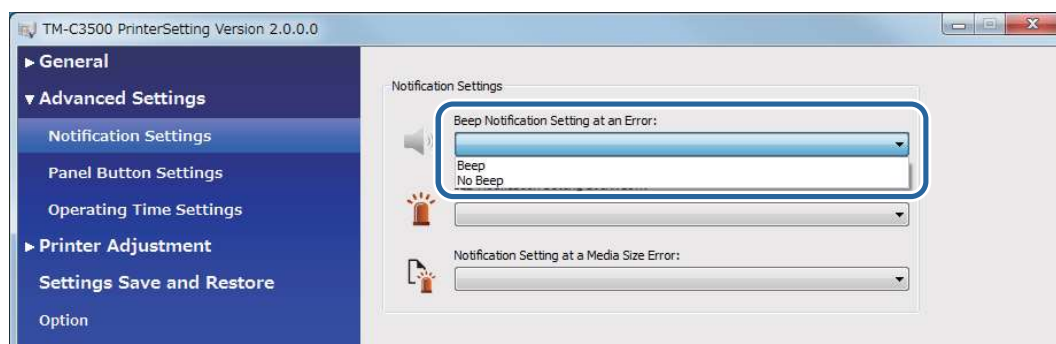 TM-C3500 PrinterSetting Version 2.0.0.0
General
Advanced Settings
Notification Settings
Panel Button Settings
Operating Time Settings
Printer Adjustment
Settings Save and Restore
Option
Notification Settings
Beep Notification Setting at an Error:
Beep
No Beep
Notification Setting at a Media Size Error: